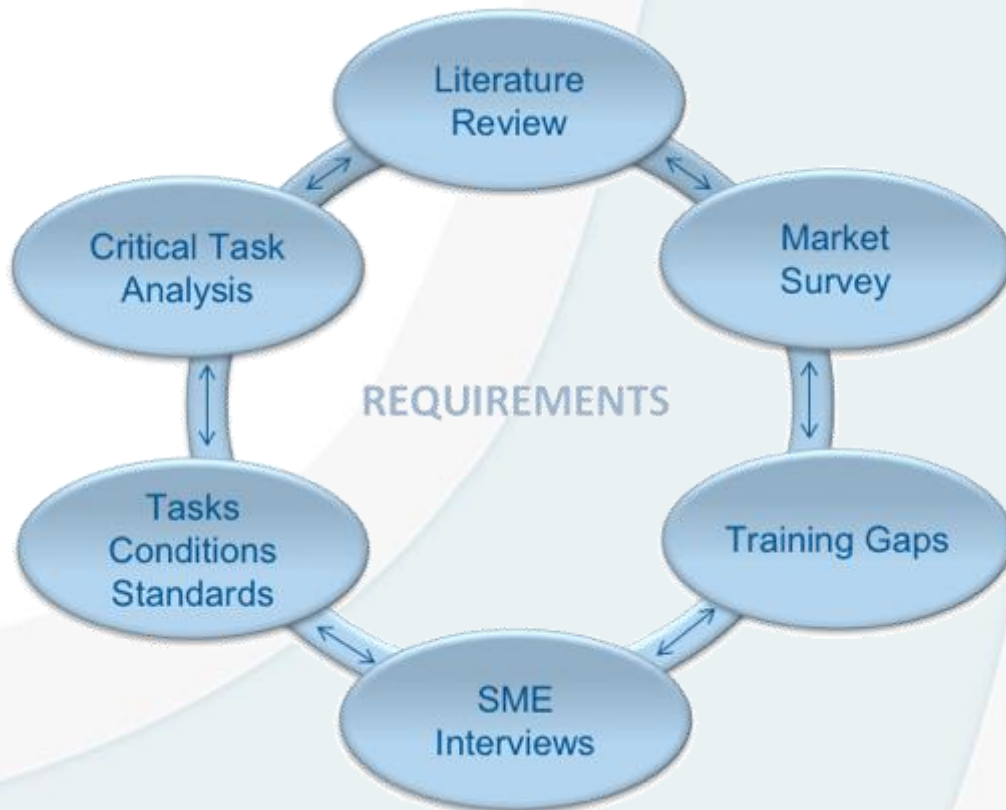 Literature
Review
Critical Task
Analysis
Market
Survey
REQUIREMENTS
Tasks
Conditions
Standards
Training Gaps
SME
Interviews